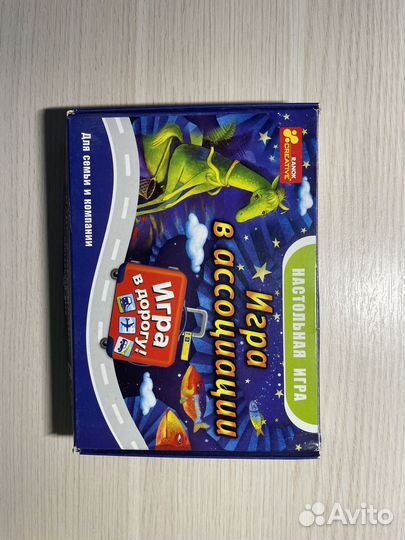 RANOK
CREATIVE
НАСТОЛЬНАЯ ИГРА
Игра
в ассоциации
Игра
в дорогу!
Для семьи и компании
Avito